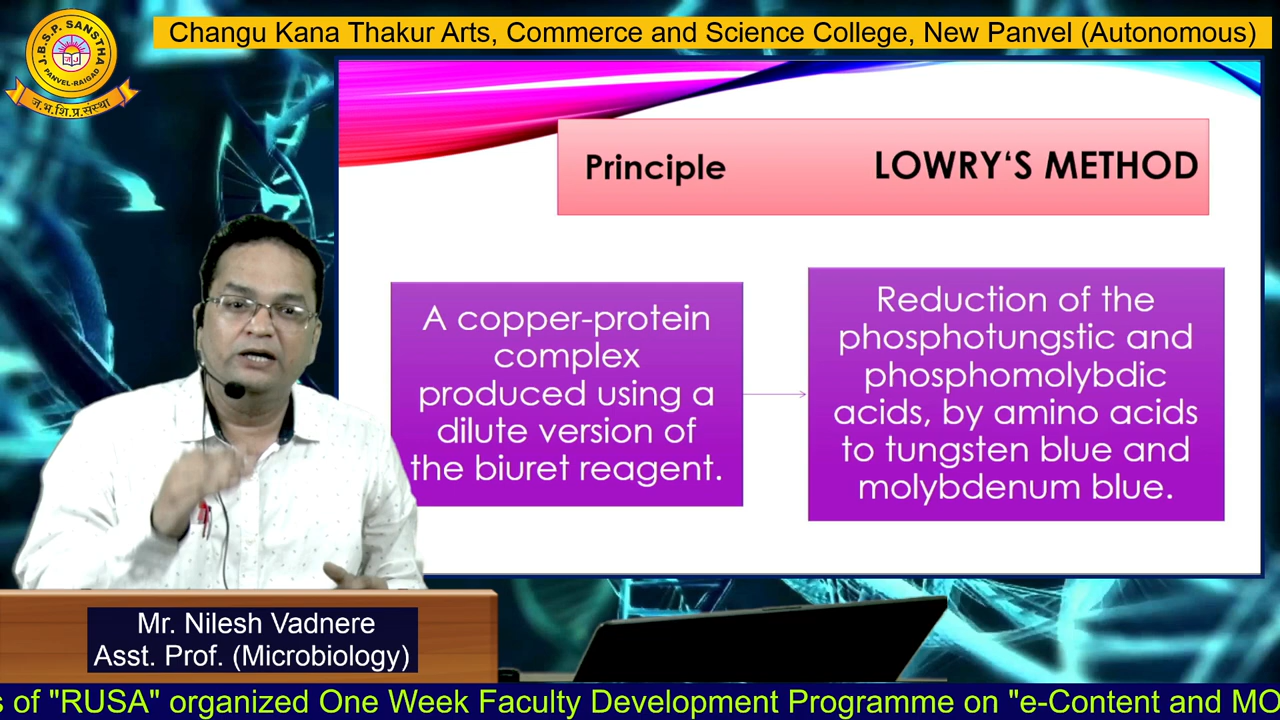 J.B.S.P. SANSTHA
PANVEL-RAIGAD
ज.भ.शि.प्र.संस्था
Changu Kana Thakur Arts, Commerce and Science College, New Panvel (Autonomous)
Principle LOWRY‘S METHOD
A copper-protein
complex
produced using a
dilute version of
the biuret reagent.
Reduction of the
phosphotungstic and
phosphomolybdic
acids, by amino acids
to tungsten blue and
molybdenum blue.
Mr. Nilesh Vadnere
Asst. Prof. (Microbiology)
s of "RUSA" organized One Week Faculty Development Programme on "e-Content and MO